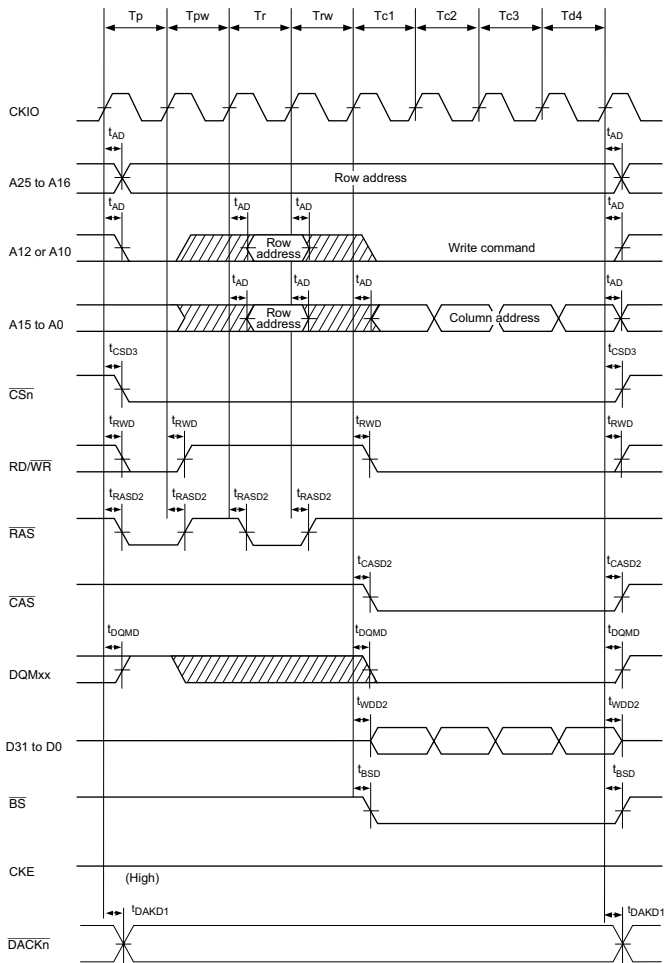 Tp Tpw Tr Trw Tc1 Tc2 Tc3 Td4
CKIO
tAD tAD
A25 to A16 Row address
tAD tAD tAD tAD
A12 or A10 Row address Write command
tAD tAD tAD tAD
A15 to A0 Row address Column address
tCSD3 tCSD3
CSn
tRWD tRWD tRWD tRWD
RD/WR
tRASD2 tRASD2 tRASD2 tRASD2
RAS
tCASD2 tCASD2
CAS
tDQMD tDQMD tDQMD
DQMxx
tWDD2 tWDD2
D31 to D0
tBSD tBSD
BS
CKE
(High)
tDAKD1 tDAKD1
DACKn